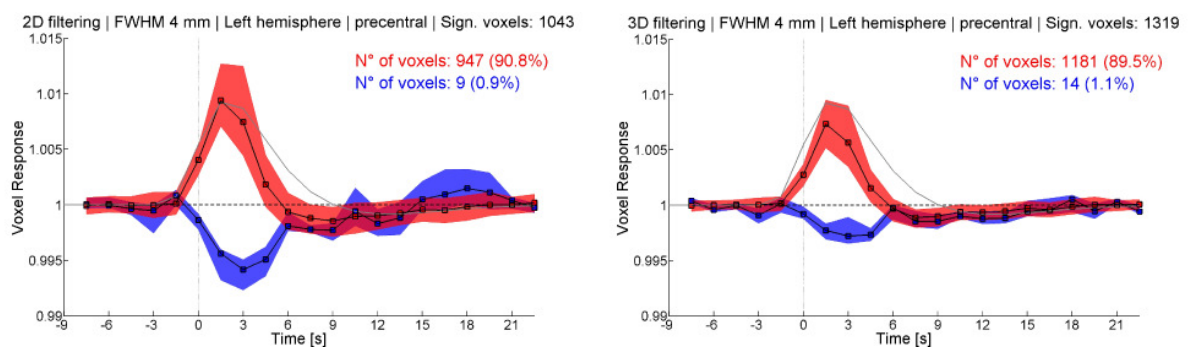 2D filtering | FWHM 4 mm | Left hemisphere | precentral | Sign. voxels: 1043
N° of voxels: 947 (90.8%)
N° of voxels: 9 (0.9%)
Voxel Response
1.015
1.01
1.005
1
0.995
0.99
-9 -6 -3 0 3 6 9 12 15 18 21
Time [s]
3D filtering | FWHM 4 mm | Left hemisphere | precentral | Sign. voxels: 1319
N° of voxels: 1181 (89.5%)
N° of voxels: 14 (1.1%)
Voxel Response
1.015
1.01
1.005
1
0.995
0.99
-9 -6 -3 0 3 6 9 12 15 18 21
Time [s]